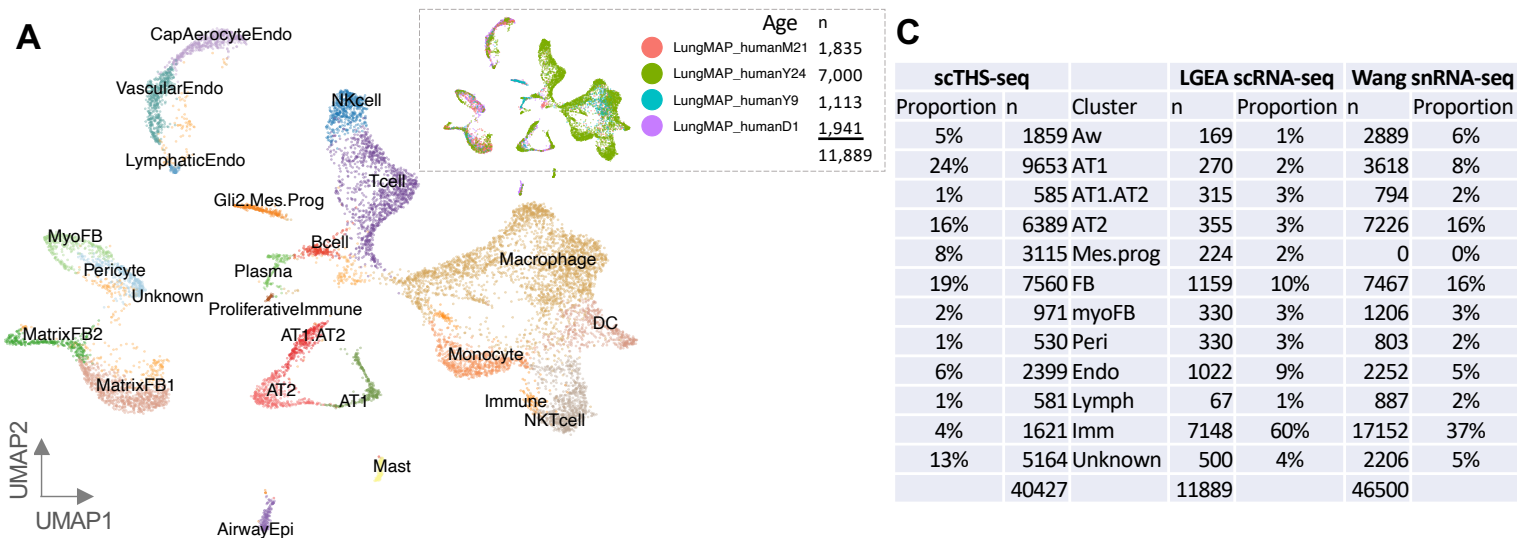 A
CapAerocyteEndo
VascularEndo
LymphaticEndo
NKcell
Tcell
Gli2.Mes.Prog
Bcell
MyoFB
Pericyte
Unknown
Plasma
ProliferativeImmune
Macrophage
MatrixFB2
MatrixFB1
AT1.AT2
AT2
AT1
Monocyte
DC
Immune
NKTcell
Mast
AirwayEpi
UMAP2
UMAP1
Age n
LungMAP_humanM21 1,835
LungMAP_humanY24 7,000
LungMAP_humanY9 1,113
LungMAP_humanD1 1,941
11,889
C
scTHS-seq LGEA scRNA-seq Wang snRNA-seq
Proportion n Cluster n Proportion n Proportion
5% 1859 Aw 169 1% 2889 6%
24% 9653 AT1 270 2% 3618 8%
1% 585 AT1.AT2 315 3% 794 2%
16% 6389 AT2 355 3% 7226 16%
8% 3115 Mes.prog 224 2% 0 0%
19% 7560 FB 1159 10% 7467 16%
2% 971 myoFB 330 3% 1206 3%
1% 530 Peri 330 3% 803 2%
6% 2399 Endo 1022 9% 2252 5%
1% 581 Lymph 67 1% 887 2%
4% 1621 Imm 7148 60% 17152 37%
13% 5164 Unknown 500 4% 2206 5%
40427 11889 46500